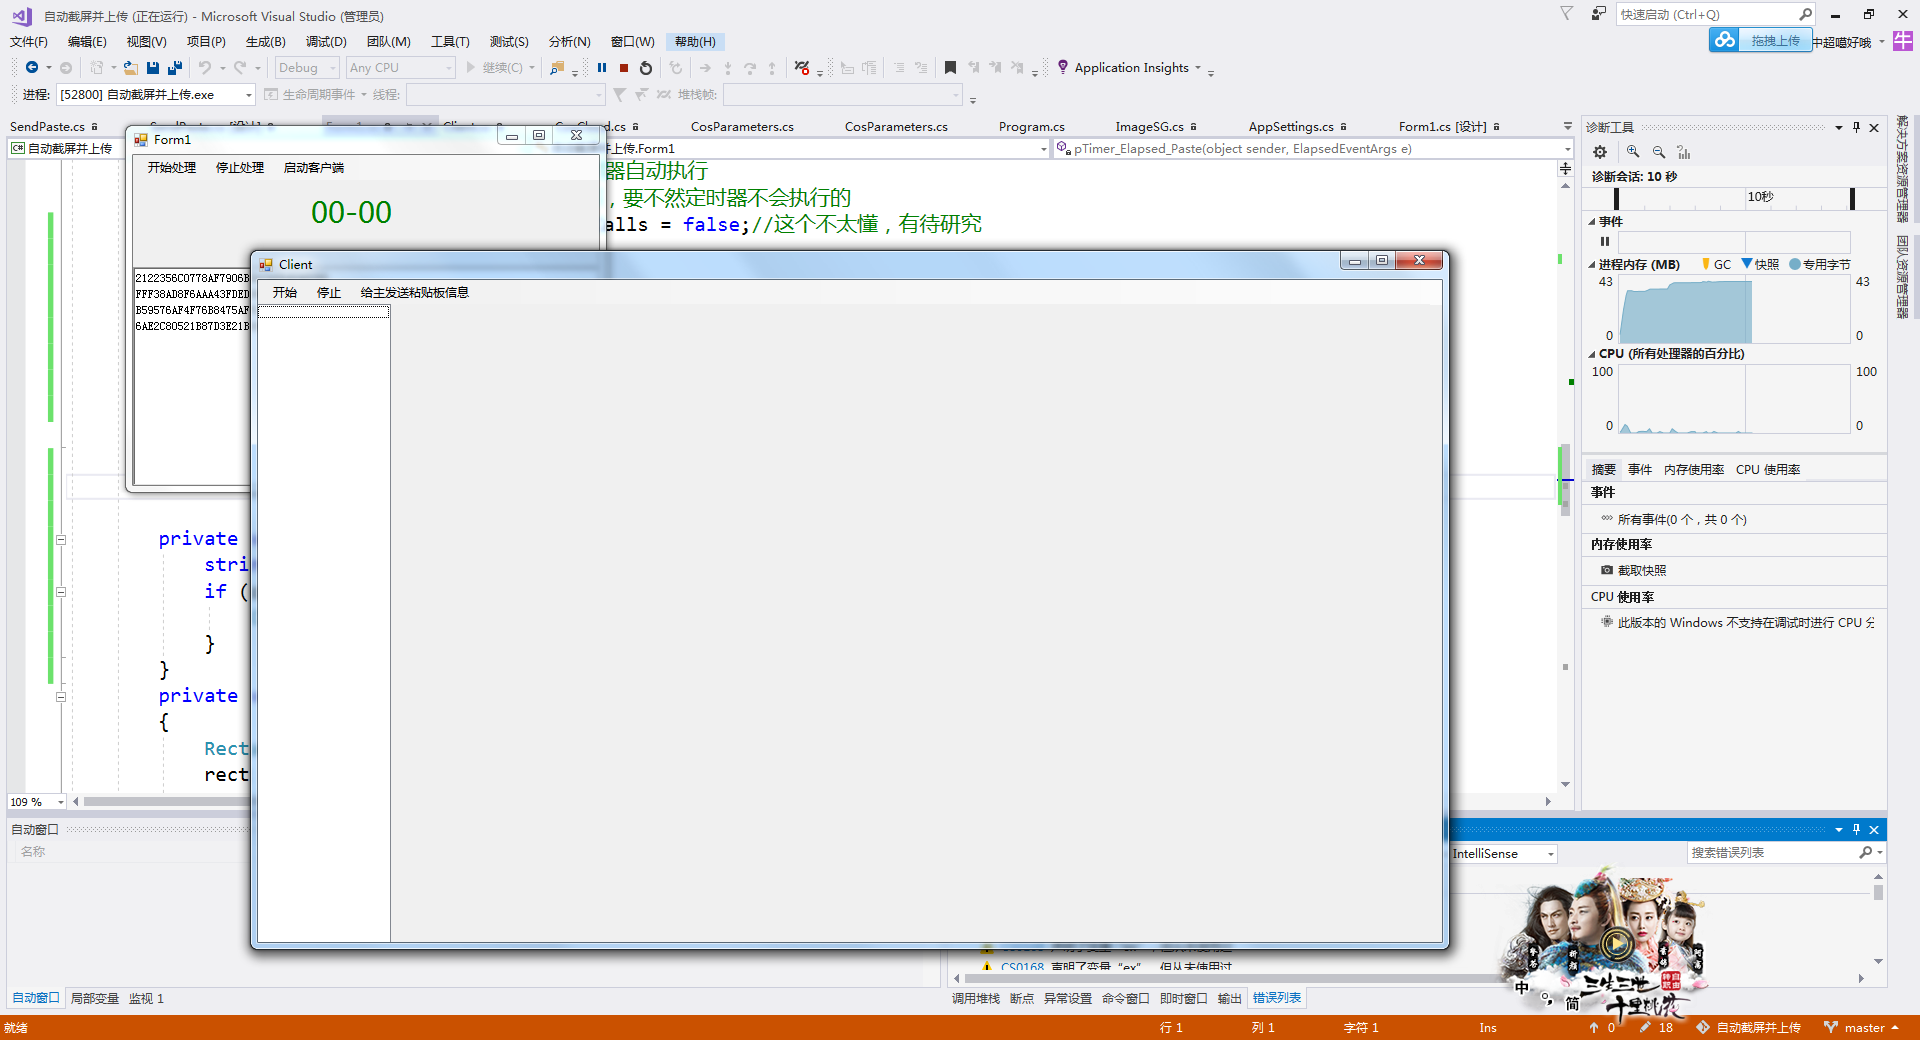 自动截屏并上传 (正在运行) - Microsoft Visual Studio (管理员)
快速启动 (Ctrl+Q)
文件(F) 编辑(E) 视图(V) 项目(P) 生成(B) 调试(D) 团队(M) 工具(T) 测试(S) 分析(N) 窗口(W) 帮助(H)
拖拽上传
中超噶好哦
牛
Debug Any CPU 继续(C) Application Insights
进程: [52800] 自动截屏并上传.exe 生命周期事件 线程: 堆栈帧:
SendPaste.cs CosParameters.cs CosParameters.cs Program.cs ImageSG.cs AppSettings.cs Form1.cs [设计]
自动截屏并上传
上传.Form1
pTimer_Elapsed_Paste(object sender, ElapsedEventArgs e)
Form1
开始处理 停止处理 启动客户端
00-00
2122356C0778AF7906B
FFF38AD8F6AAA43FDED
B59576AF4F76B8475AF
6AE2C80521B87D3E21B
器自动执行
，要不然定时器不会执行的
alls = false;//这个不太懂，有待研究
Client
开始 停止 给主发送粘贴板信息
private
stri
if (
}
}
private
{
Rect
rect
109 %
诊断工具
诊断会话: 10 秒
10秒
事件
进程内存 (MB) GC 快照 专用字节
43 43
0 0
CPU (所有处理器的百分比)
100 100
0 0
摘要 事件 内存使用率 CPU 使用率
事件
所有事件(0 个，共 0 个)
内存使用率
截取快照
CPU 使用率
此版本的 Windows 不支持在调试时进行 CPU 分
解决方案资源管理器
团队资源管理器
自动窗口
名称
IntelliSense
搜索错误列表
CS0168 声明了变量“ex”，但从未使用过
自动窗口 局部变量 监视 1
调用堆栈 断点 异常设置 命令窗口 即时窗口 输出 错误列表
三生三世
十里桃花
中 简
就绪
行 1 列 1 字符 1 Ins
0 18 自动截屏并上传 master